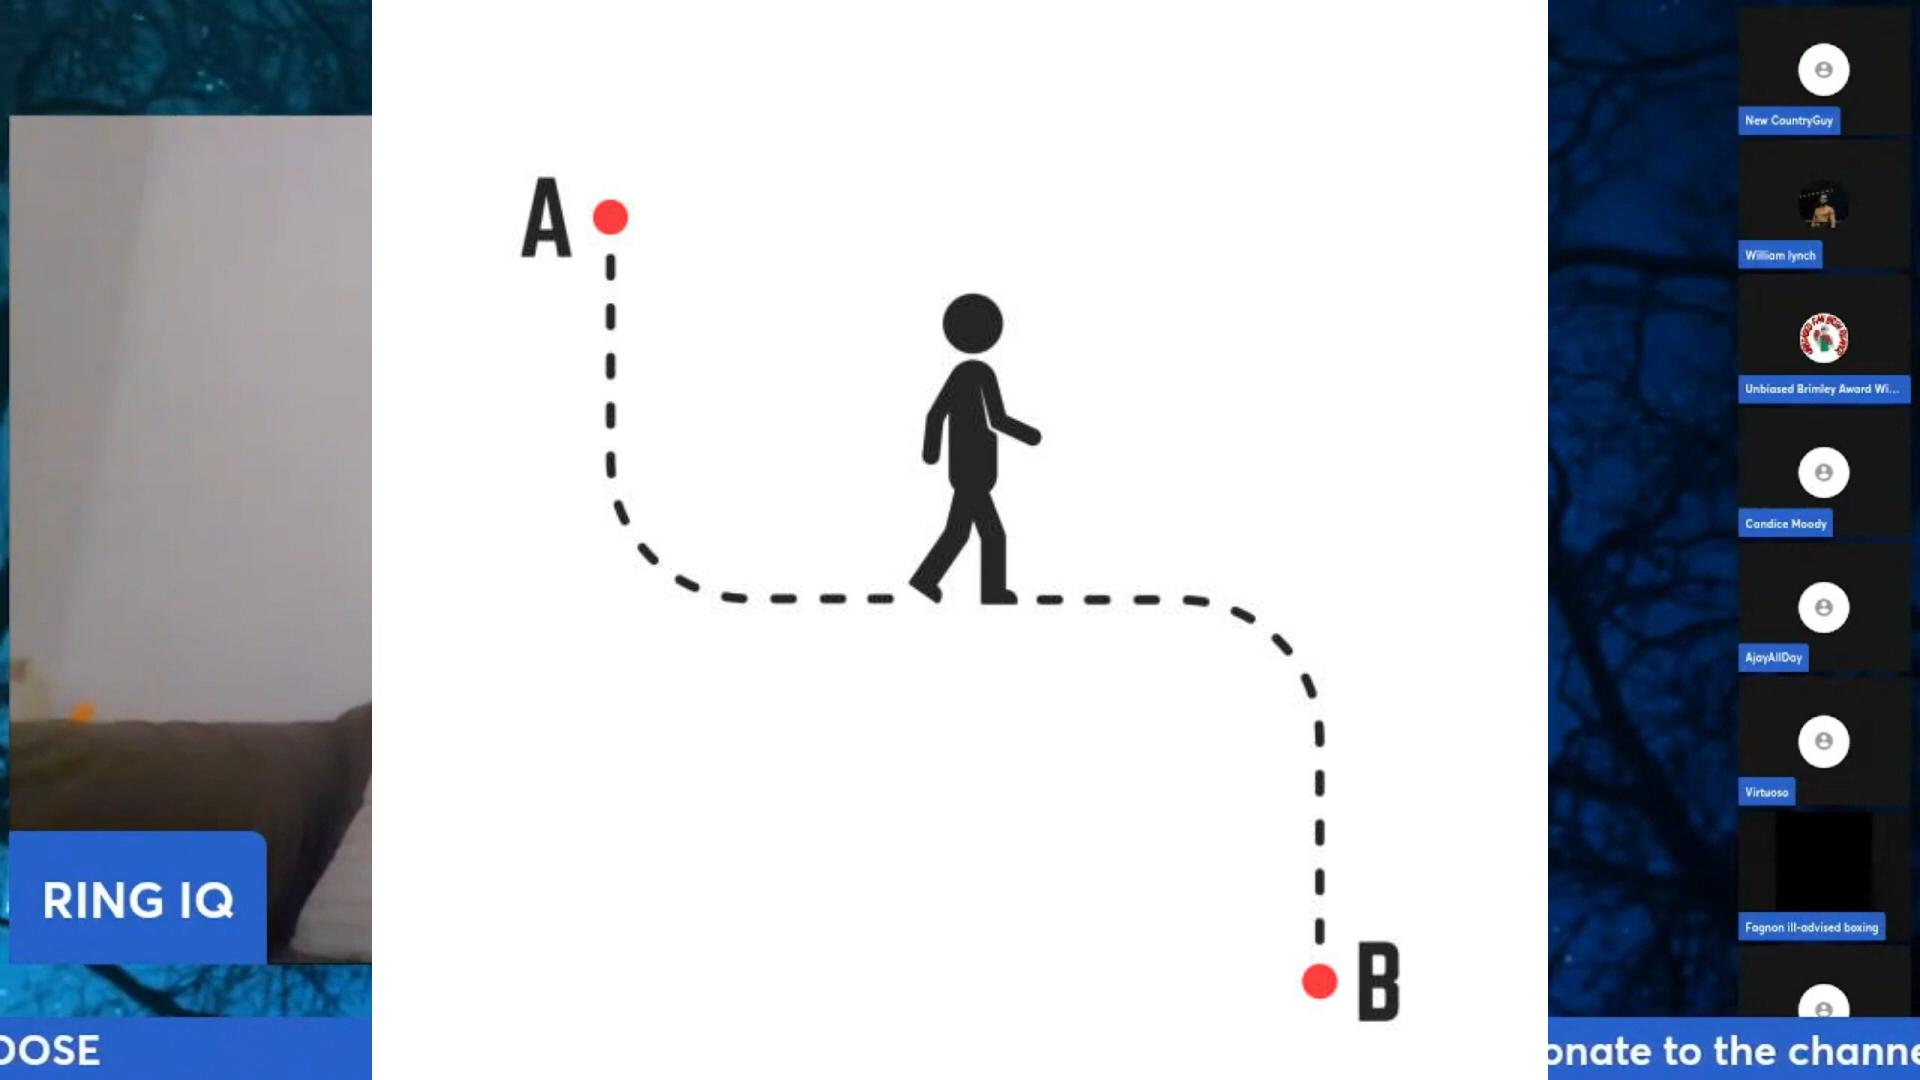 A
B
RING IQ
OOSE
New CountryGuy
William lynch
Unbiased Brimley Award Wi...
Candice Moody
AjayAllDay
Virtuoso
Fagnon ill-advised boxing
onate to the channe